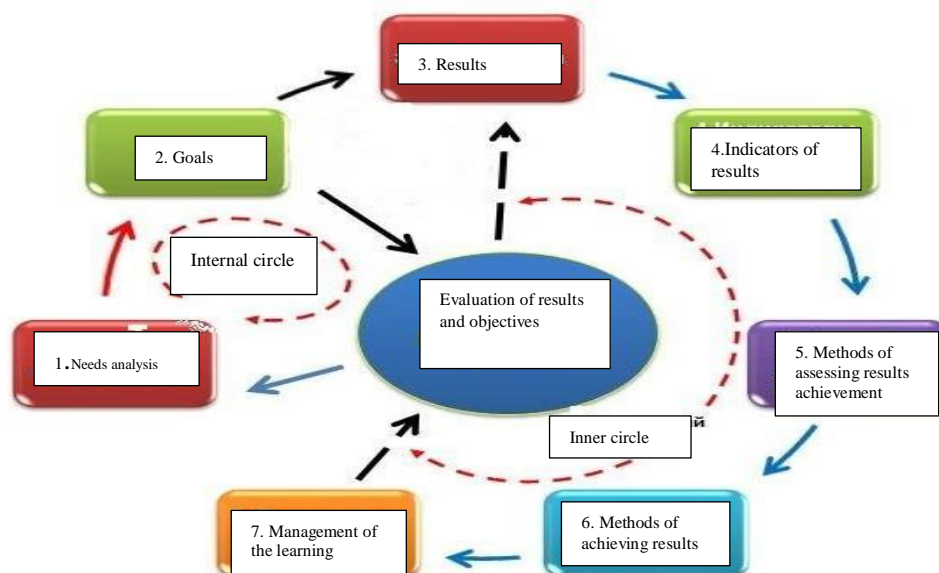 3. Results
2. Goals
4.Indicators of
results
Internal circle
Evaluation of results
and objectives
1.Needs analysis
5. Methods of
assessing results
achievement
Inner circle
й
7. Management of
the learning
6. Methods of
achieving results